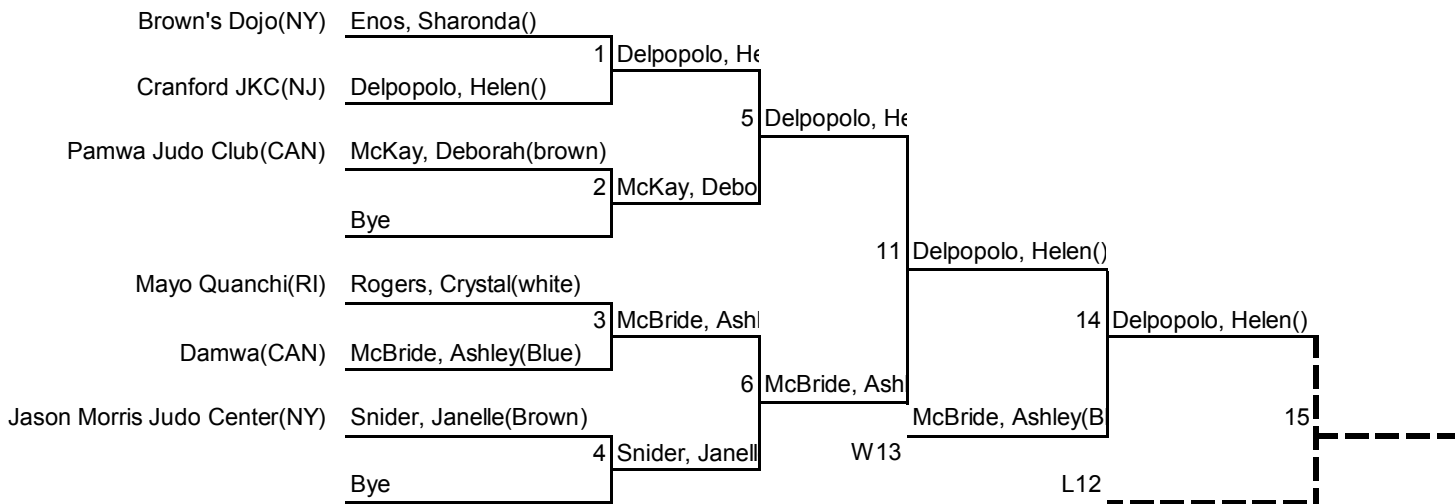 Brown's Dojo(NY) Enos, Sharonda()
1 Delpopolo, He
Cranford JKC(NJ) Delpopolo, Helen()
5 Delpopolo, He
Pamwa Judo Club(CAN) McKay, Deborah(brown)
2 McKay, Debo
Bye
11 Delpopolo, Helen()
Mayo Quanchi(RI) Rogers, Crystal(white)
3 McBride, Ashl
14 Delpopolo, Helen()
Damwa(CAN) McBride, Ashley(Blue)
6 McBride, Ashl
Jason Morris Judo Center(NY) Snider, Janelle(Brown)
McBride, Ashley(B
15
4 Snider, Janell
W13
Bye
L12